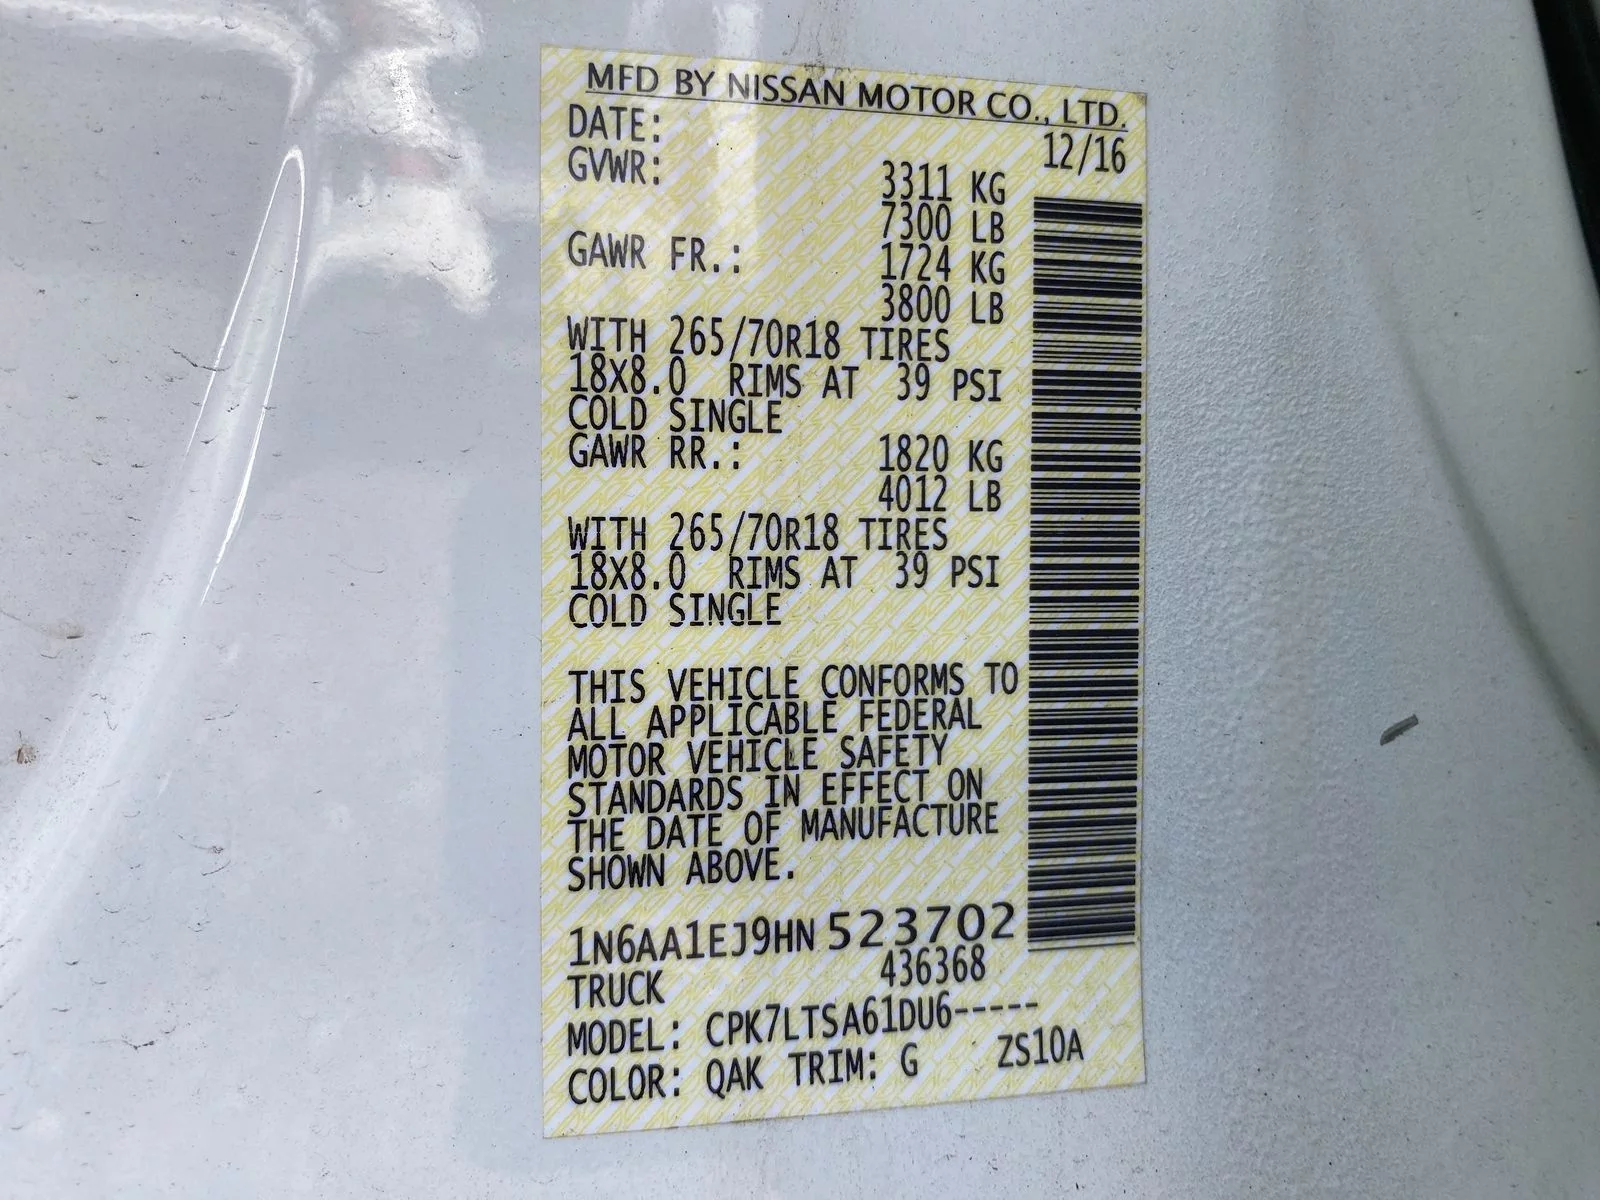 MFD BY NISSAN MOTOR CO., LTD.
DATE: 12/16
GVWR: 3311 KG
7300 LB
GAWR FR.: 1724 KG
3800 LB
WITH 265/70R18 TIRES
18X8.0 RIMS AT 39 PSI
COLD SINGLE
GAWR RR.: 1820 KG
4012 LB
WITH 265/70R18 TIRES
18X8.0 RIMS AT 39 PSI
COLD SINGLE
THIS VEHICLE CONFORMS TO
ALL APPLICABLE FEDERAL
MOTOR VEHICLE SAFETY
STANDARDS IN EFFECT ON
THE DATE OF MANUFACTURE
SHOWN ABOVE.
1N6AA1EJ9HN 523702
TRUCK 436368
MODEL: CPK7LTSA61DU6-----
COLOR: QAK TRIM: G ZS10A